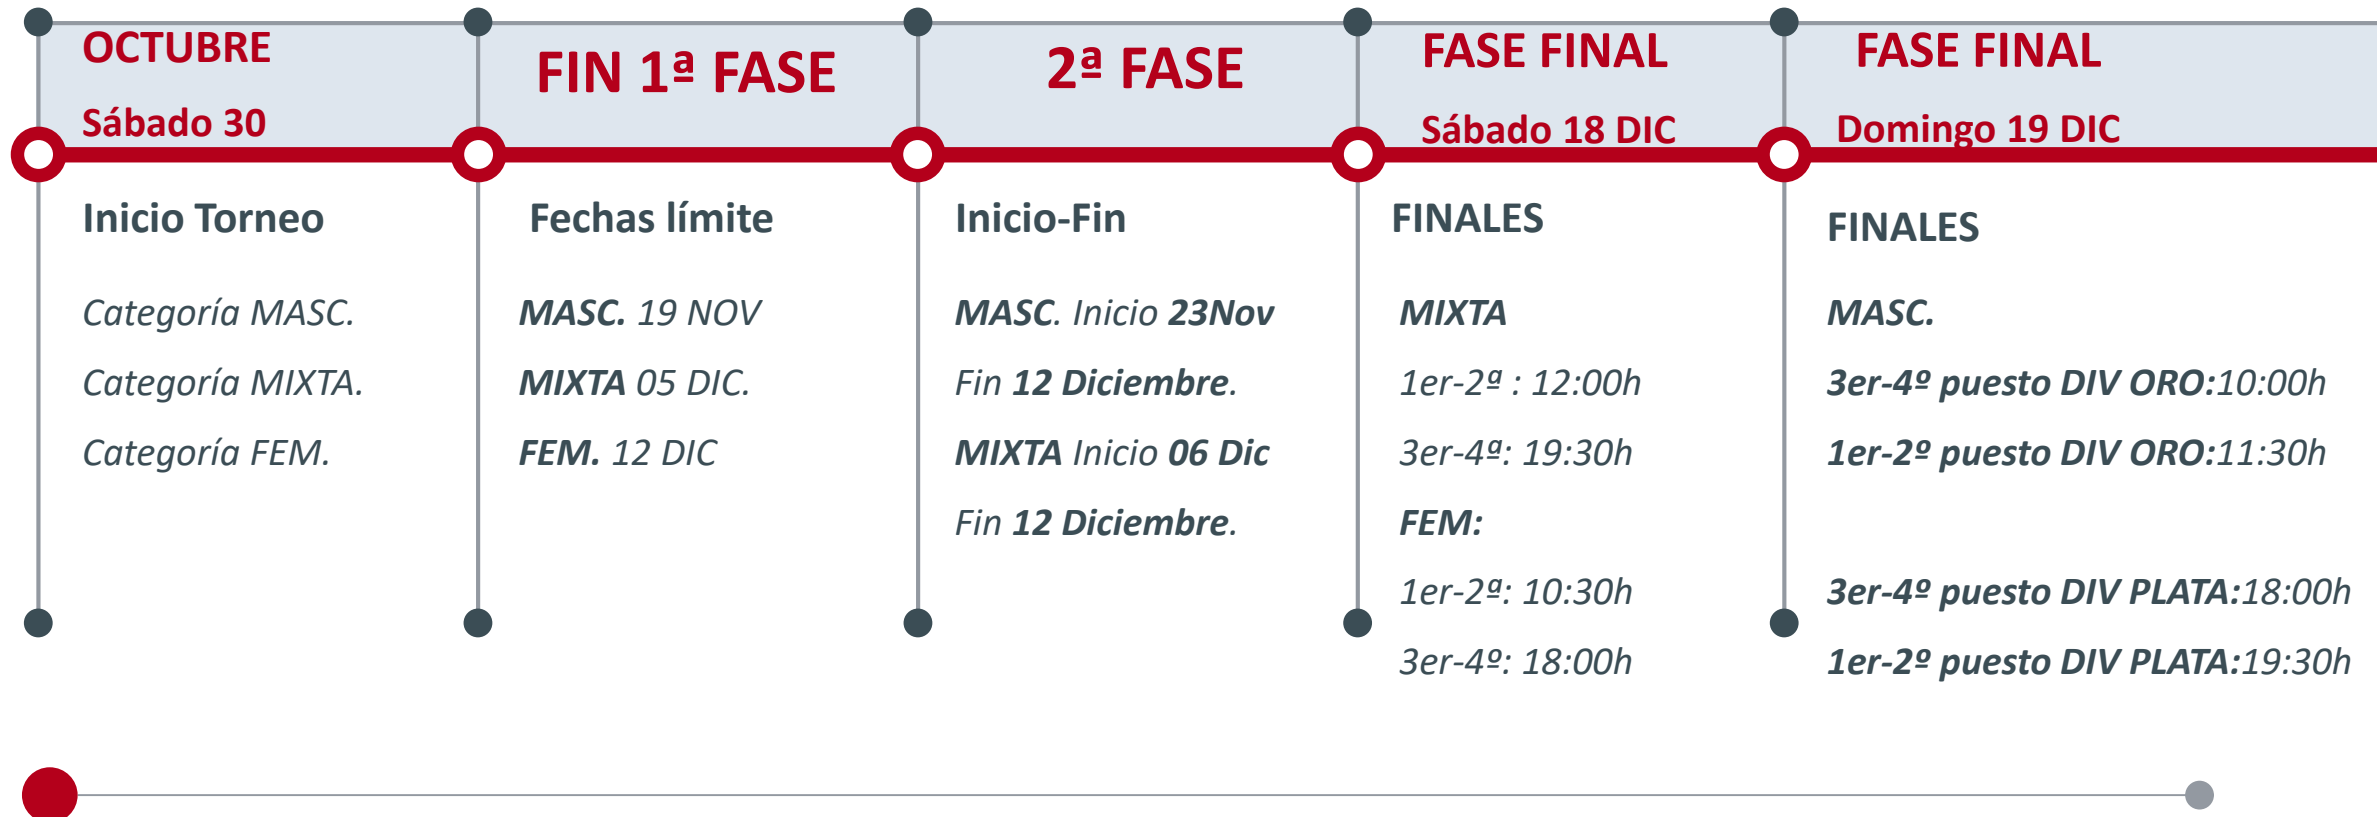 OCTUBRE
Sábado 30
Inicio Torneo
Categoría MASC.
Categoría MIXTA.
Categoría FEM.
FIN 1ª FASE
Fechas límite
MASC. 19 NOV
MIXTA 05 DIC.
FEM. 12 DIC
2ª FASE
Inicio-Fin
MASC. Inicio 23Nov
Fin 12 Diciembre.
MIXTA Inicio 06 Dic
Fin 12 Diciembre.
FASE FINAL
Sábado 18 DIC
FINALES
MIXTA
1er-2ª : 12:00h
3er-4ª: 19:30h
FEM:
1er-2ª: 10:30h
3er-4º: 18:00h
FASE FINAL
Domingo 19 DIC
FINALES
MASC.
3er-4º puesto DIV ORO:10:00h
1er-2º puesto DIV ORO:11:30h
3er-4º puesto DIV PLATA:18:00h
1er-2º puesto DIV PLATA:19:30h